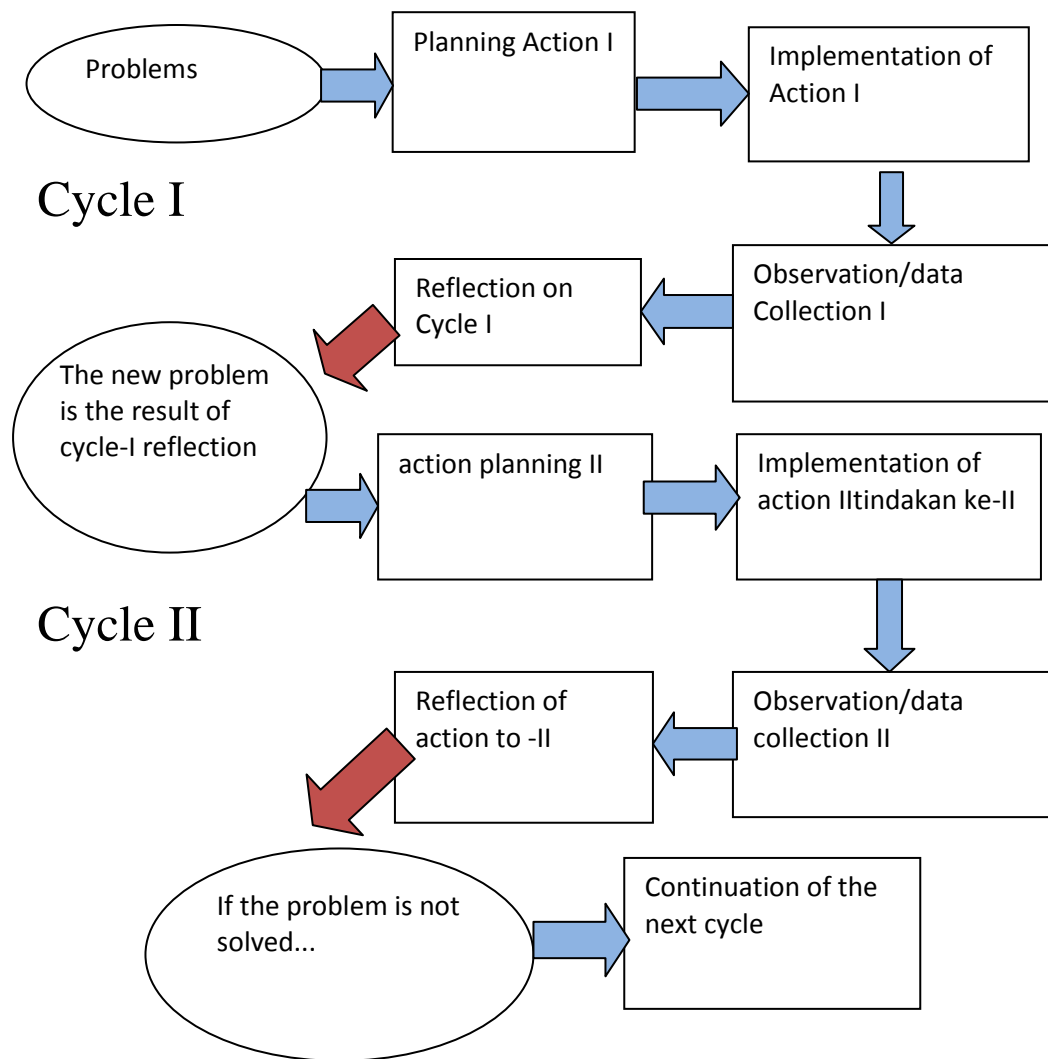 Problems
Planning Action I
Implementation of
Action I
Cycle I
Observation/data
Collection I
Reflection on
Cycle I
The new problem
is the result of
cycle-I reflection
action planning II
Implementation of
action IItindakan ke-II
Cycle II
Observation/data
collection II
Reflection of
action to -II
If the problem is not
solved...
Continuation of the
next cycle